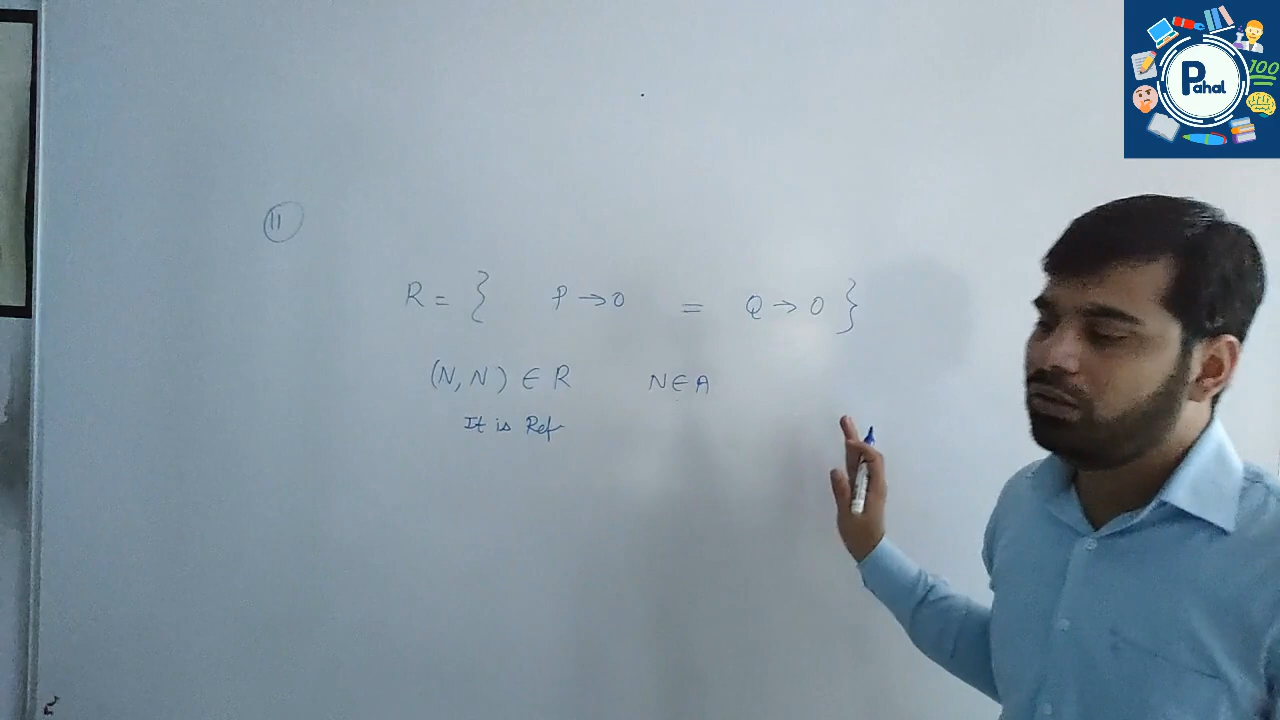 Pahal
100
11
R = { P → 0 = Q → 0 }
(N, N) ∈ R N ∈ A
It is Ref